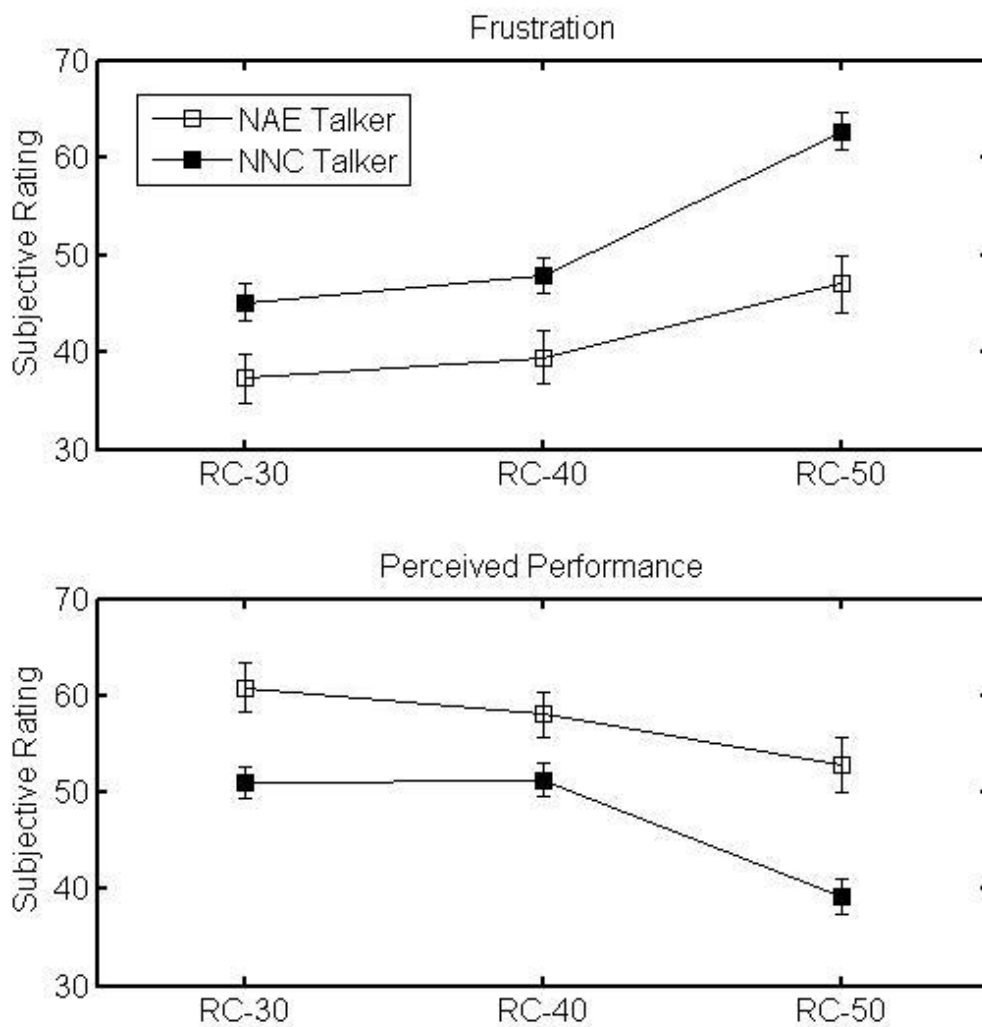 Frustration
70
60
50
40
30
Subjective Rating
NAE Talker
NNC Talker
RC-30 RC-40 RC-50
Perceived Performance
70
60
50
40
30
Subjective Rating
RC-30 RC-40 RC-50